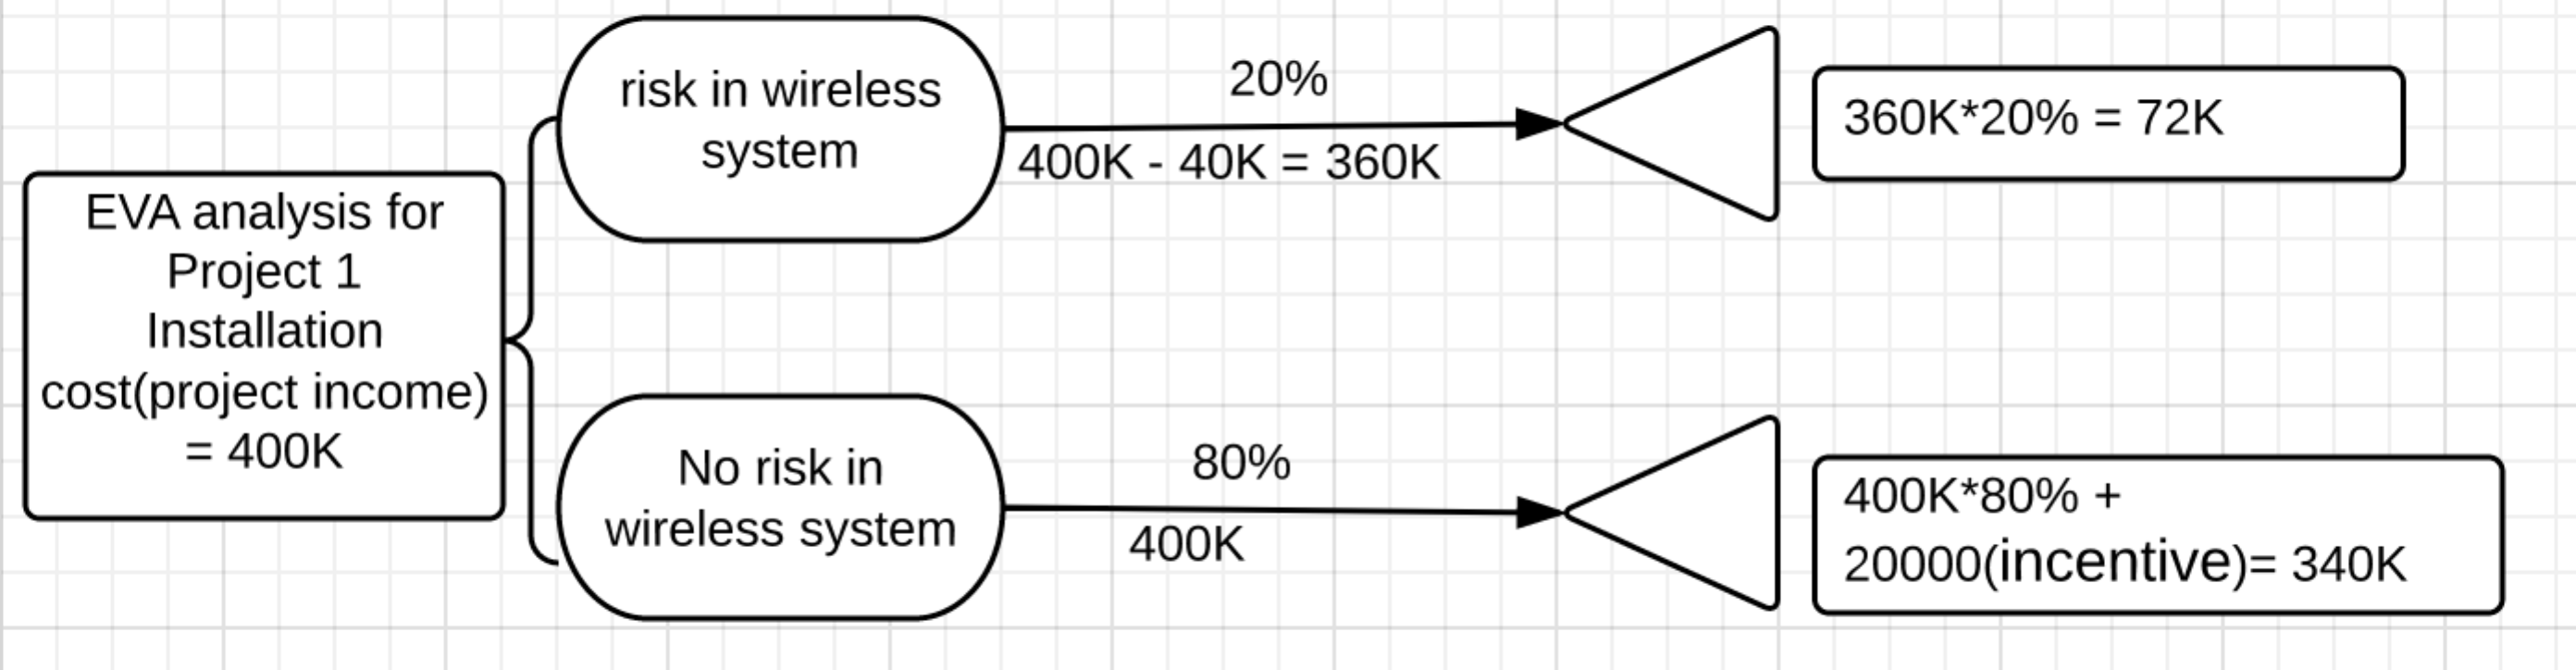 EVA analysis for
Project 1
Installation
cost(project income)
= 400K
risk in wireless
system
20%
400K - 40K = 360K
360K*20% = 72K
No risk in
wireless system
80%
400K
400K*80% +
20000(incentive)= 340K